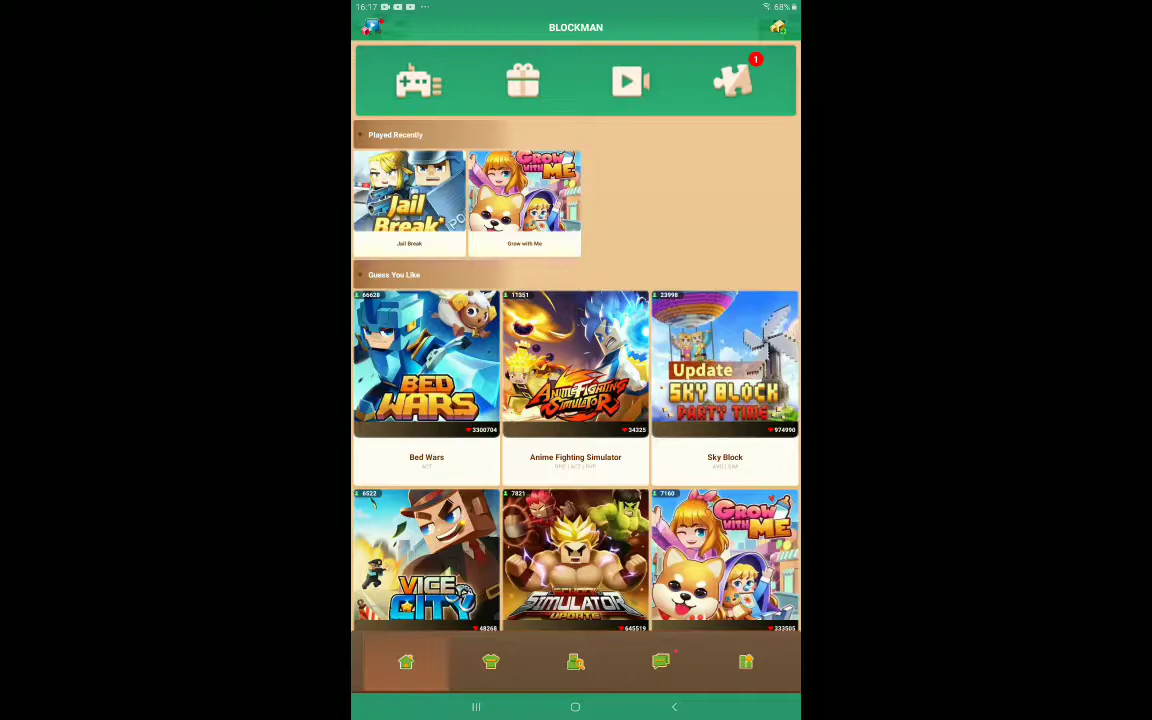 16:17
68%
BLOCKMAN
1
Played Recently
Jail
Break
Jail Break
GROW
WITH ME
Grow with Me
Guess You Like
66628
BED
WARS
3300704
Bed Wars
ACT
11351
ANIME FIGHTING
SIMULATOR
34325
Anime Fighting Simulator
23998
Update
SKY BLOCK
PARTY TIME
974990
Sky Block
6522
VICE
CITY
48268
7821
SIMULATOR
UPDATE
645519
7160
GROW
WITH ME
333505